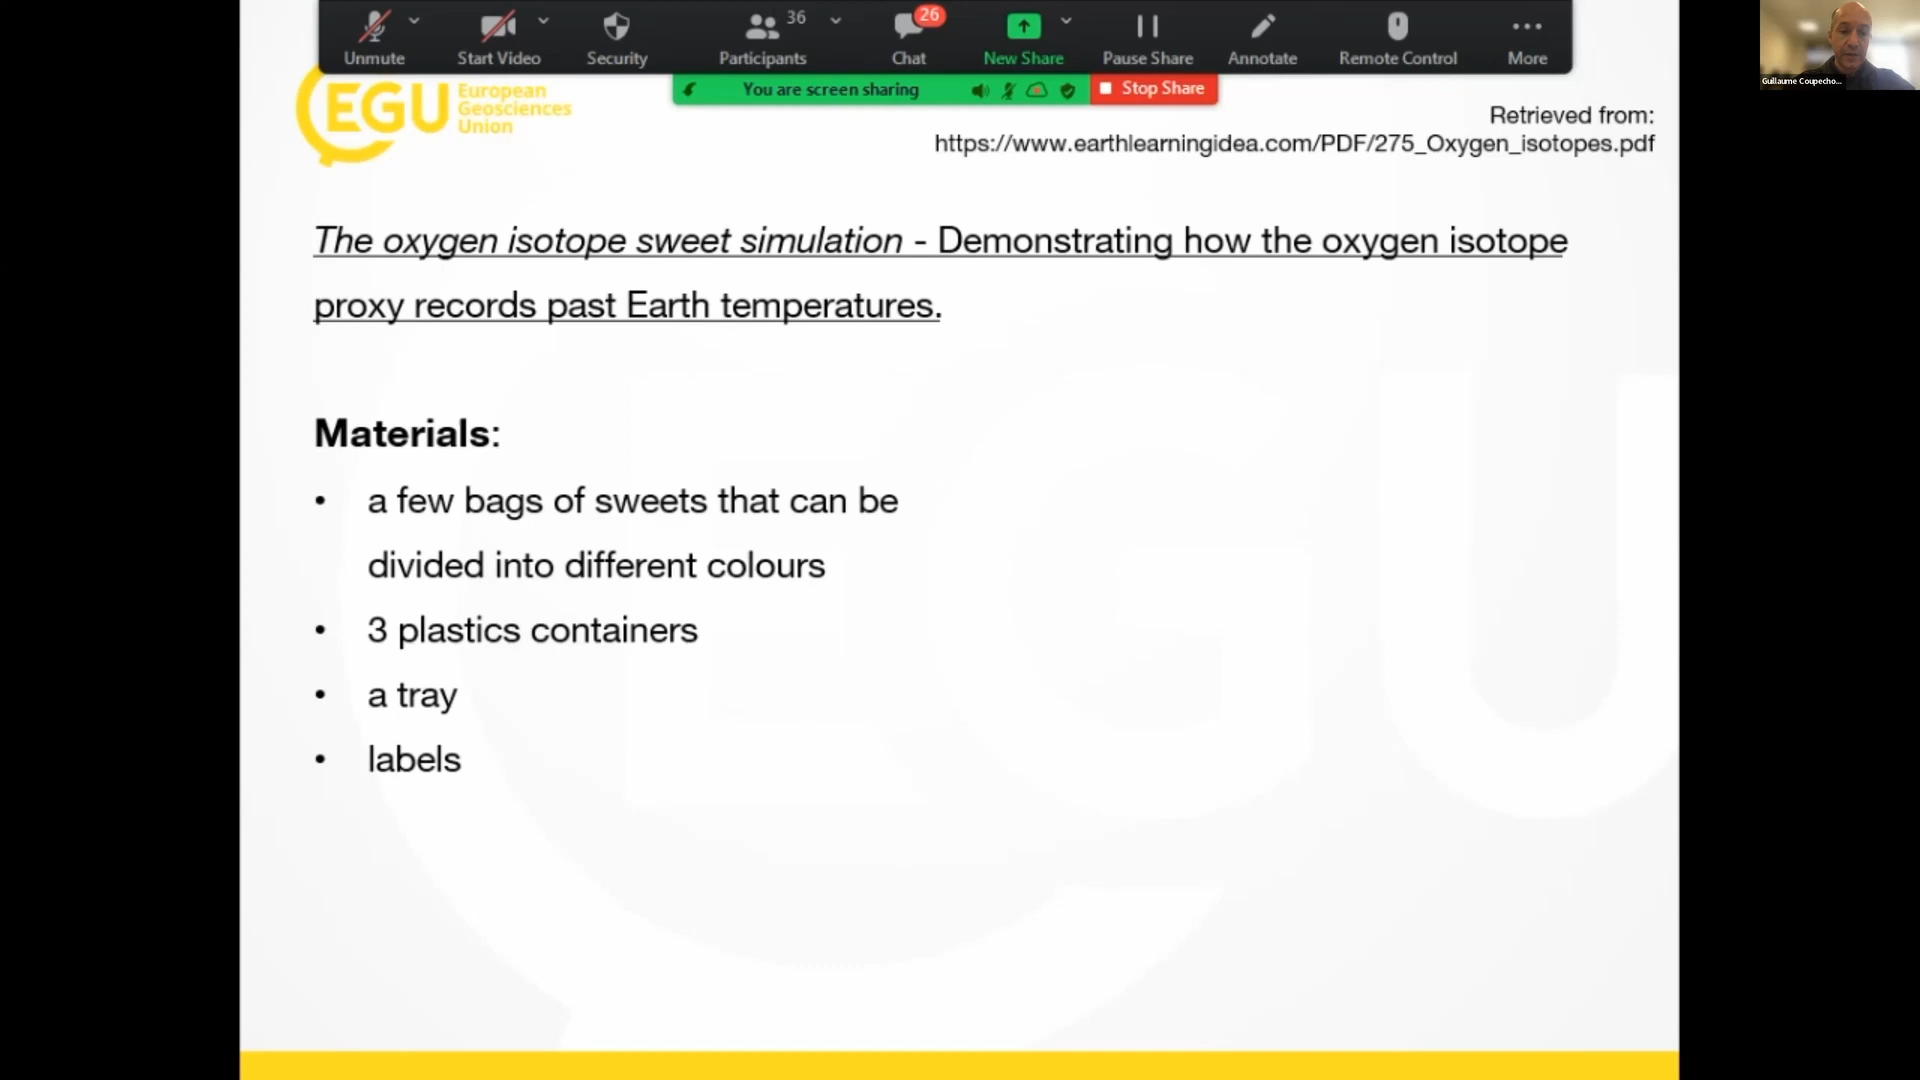 36
26
Unmute
Start Video
Security
Participants
Chat
New Share
Pause Share
Annotate
Remote Control
More
You are screen sharing
Stop Share
Guillaume Coupecho...
EGU
European
Geosciences
Union
Retrieved from:
https://www.earthlearningidea.com/PDF/275_Oxygen_isotopes.pdf
The oxygen isotope sweet simulation - Demonstrating how the oxygen isotope
proxy records past Earth temperatures.
Materials:
• a few bags of sweets that can be
divided into different colours
• 3 plastics containers
• a tray
• labels
EGU